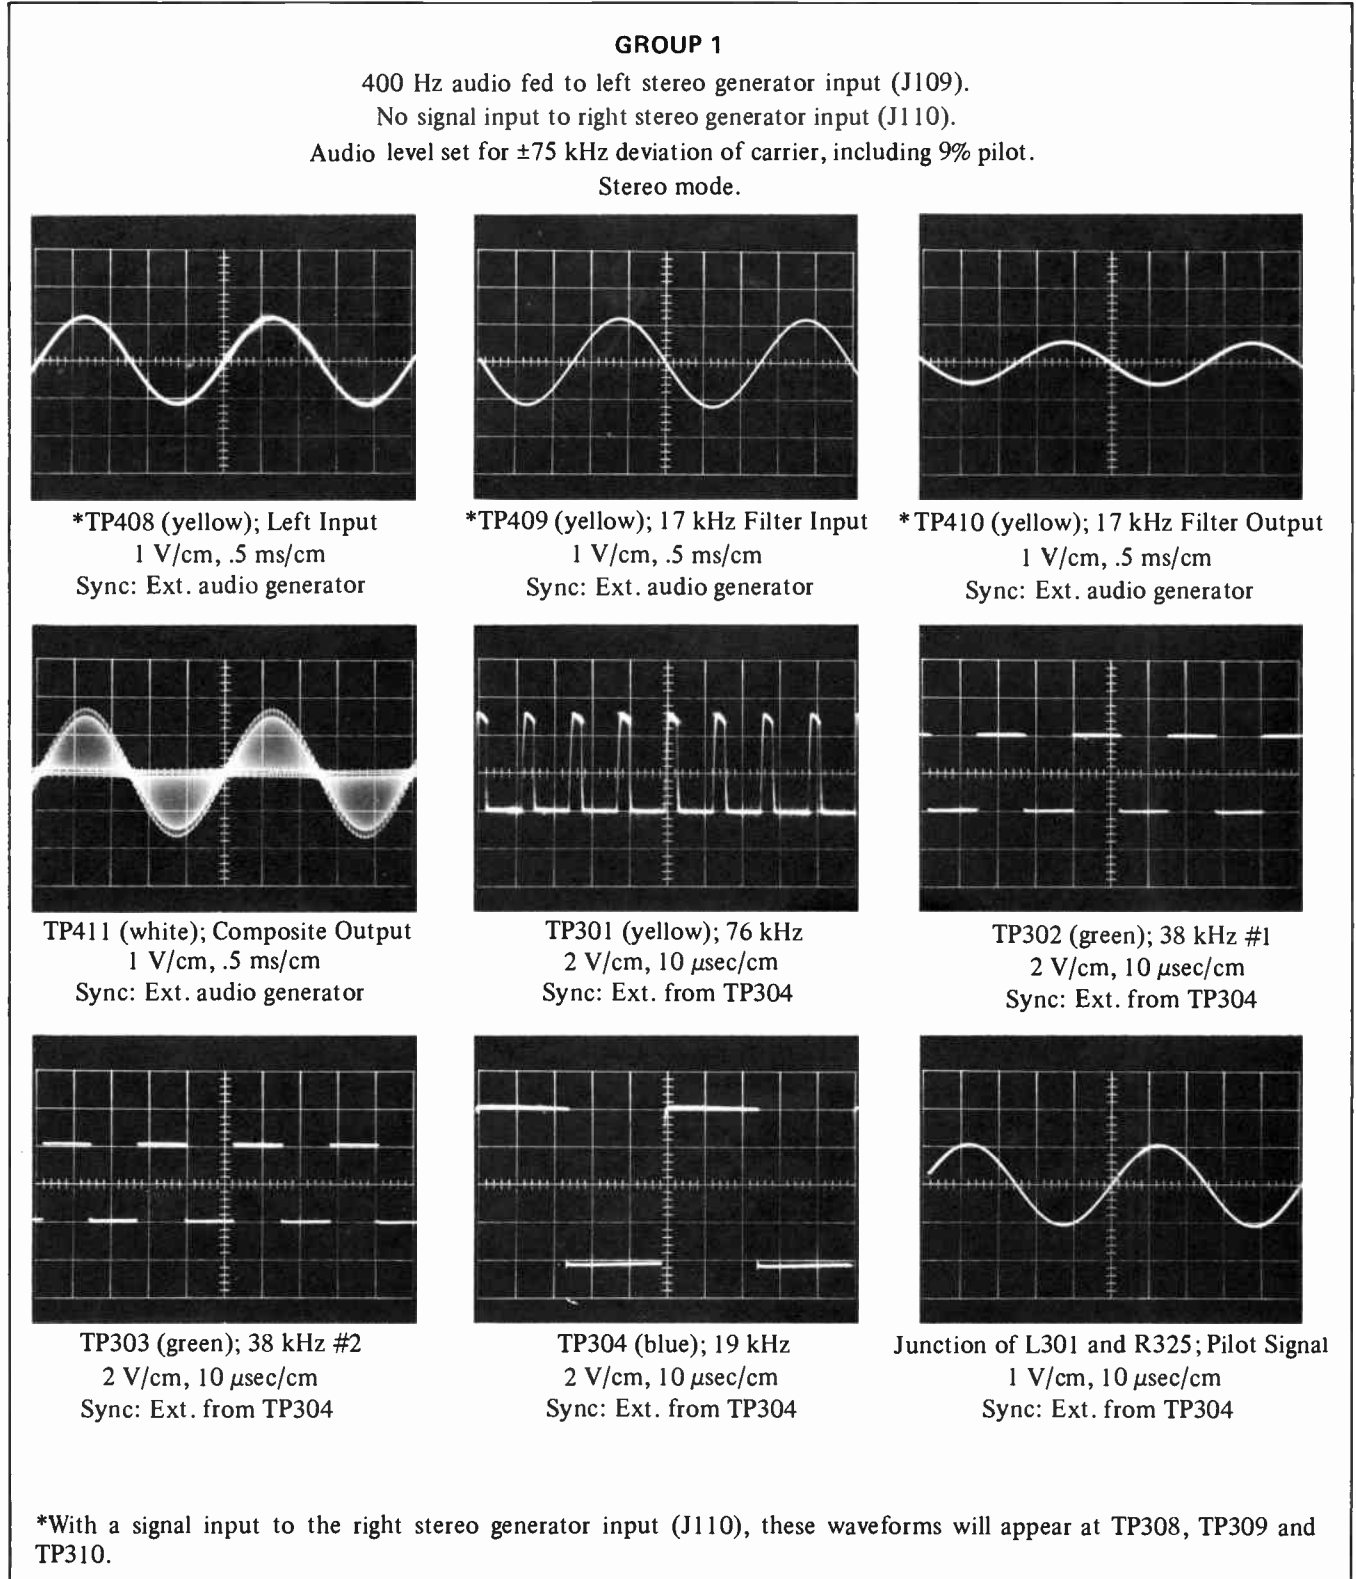 GROUP 1
400 Hz audio fed to left stereo generator input (J109).
No signal input to right stereo generator input (J110).
Audio level set for ±75 kHz deviation of carrier, including 9% pilot.
Stereo mode.
*TP408 (yellow); Left Input
1 V/cm, .5 ms/cm
Sync: Ext. audio generator
*TP409 (yellow); 17 kHz Filter Input
1 V/cm, .5 ms/cm
Sync: Ext. audio generator
*TP410 (yellow); 17 kHz Filter Output
1 V/cm, .5 ms/cm
Sync: Ext. audio generator
TP411 (white); Composite Output
1 V/cm, .5 ms/cm
Sync: Ext. audio generator
TP301 (yellow); 76 kHz
2 V/cm, 10 μsec/cm
Sync: Ext. from TP304
TP302 (green); 38 kHz #1
2 V/cm, 10 μsec/cm
Sync: Ext. from TP304
TP303 (green); 38 kHz #2
2 V/cm, 10 μsec/cm
Sync: Ext. from TP304
TP304 (blue); 19 kHz
2 V/cm, 10 μsec/cm
Sync: Ext. from TP304
Junction of L301 and R325; Pilot Signal
1 V/cm, 10 μsec/cm
Sync: Ext. from TP304
*With a signal input to the right stereo generator input (J110), these waveforms will appear at TP308, TP309 and
TP310.